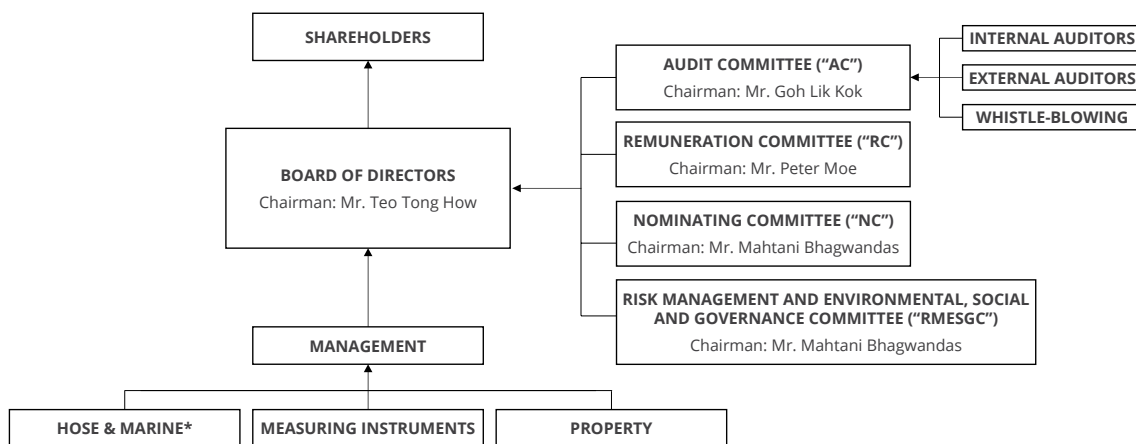 SHAREHOLDERS
BOARD OF DIRECTORS
Chairman: Mr. Teo Tong How
AUDIT COMMITTEE (“AC”)
Chairman: Mr. Goh Lik Kok
INTERNAL AUDITORS
EXTERNAL AUDITORS
WHISTLE-BLOWING
REMUNERATION COMMITTEE (“RC”)
Chairman: Mr. Peter Moe
NOMINATING COMMITTEE (“NC”)
Chairman: Mr. Mahtani Bhagwandas
RISK MANAGEMENT AND ENVIRONMENTAL, SOCIAL
AND GOVERNANCE COMMITTEE (“RMESGC”)
Chairman: Mr. Mahtani Bhagwandas
MANAGEMENT
HOSE & MARINE*
MEASURING INSTRUMENTS
PROPERTY